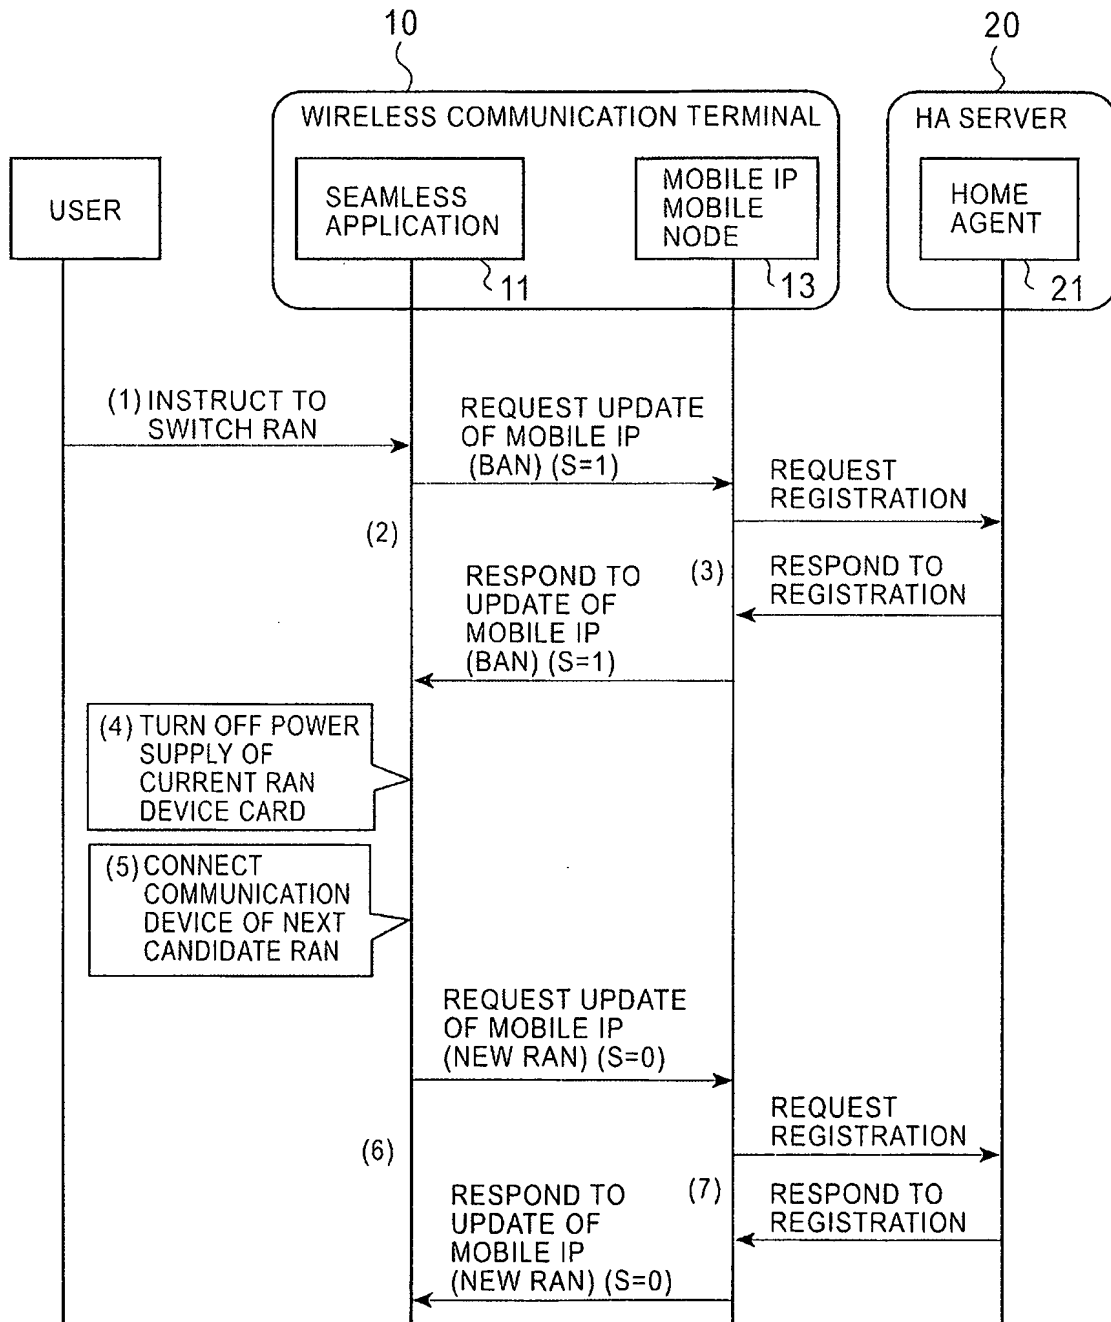 10
20
WIRELESS COMMUNICATION TERMINAL
HA SERVER
USER
SEAMLESS
APPLICATION
11
MOBILE IP
MOBILE
NODE
13
HOME
AGENT
21
(1) INSTRUCT TO
SWITCH RAN
REQUEST UPDATE
OF MOBILE IP
(BAN) (S=1)
REQUEST
REGISTRATION
(2)
(3)
RESPOND TO
REGISTRATION
RESPOND TO
UPDATE OF
MOBILE IP
(BAN) (S=1)
(4) TURN OFF POWER
SUPPLY OF
CURRENT RAN
DEVICE CARD
(5) CONNECT
COMMUNICATION
DEVICE OF NEXT
CANDIDATE RAN
REQUEST UPDATE
OF MOBILE IP
(NEW RAN) (S=0)
REQUEST
REGISTRATION
(6)
(7)
RESPOND TO
REGISTRATION
RESPOND TO
UPDATE OF
MOBILE IP
(NEW RAN) (S=0)